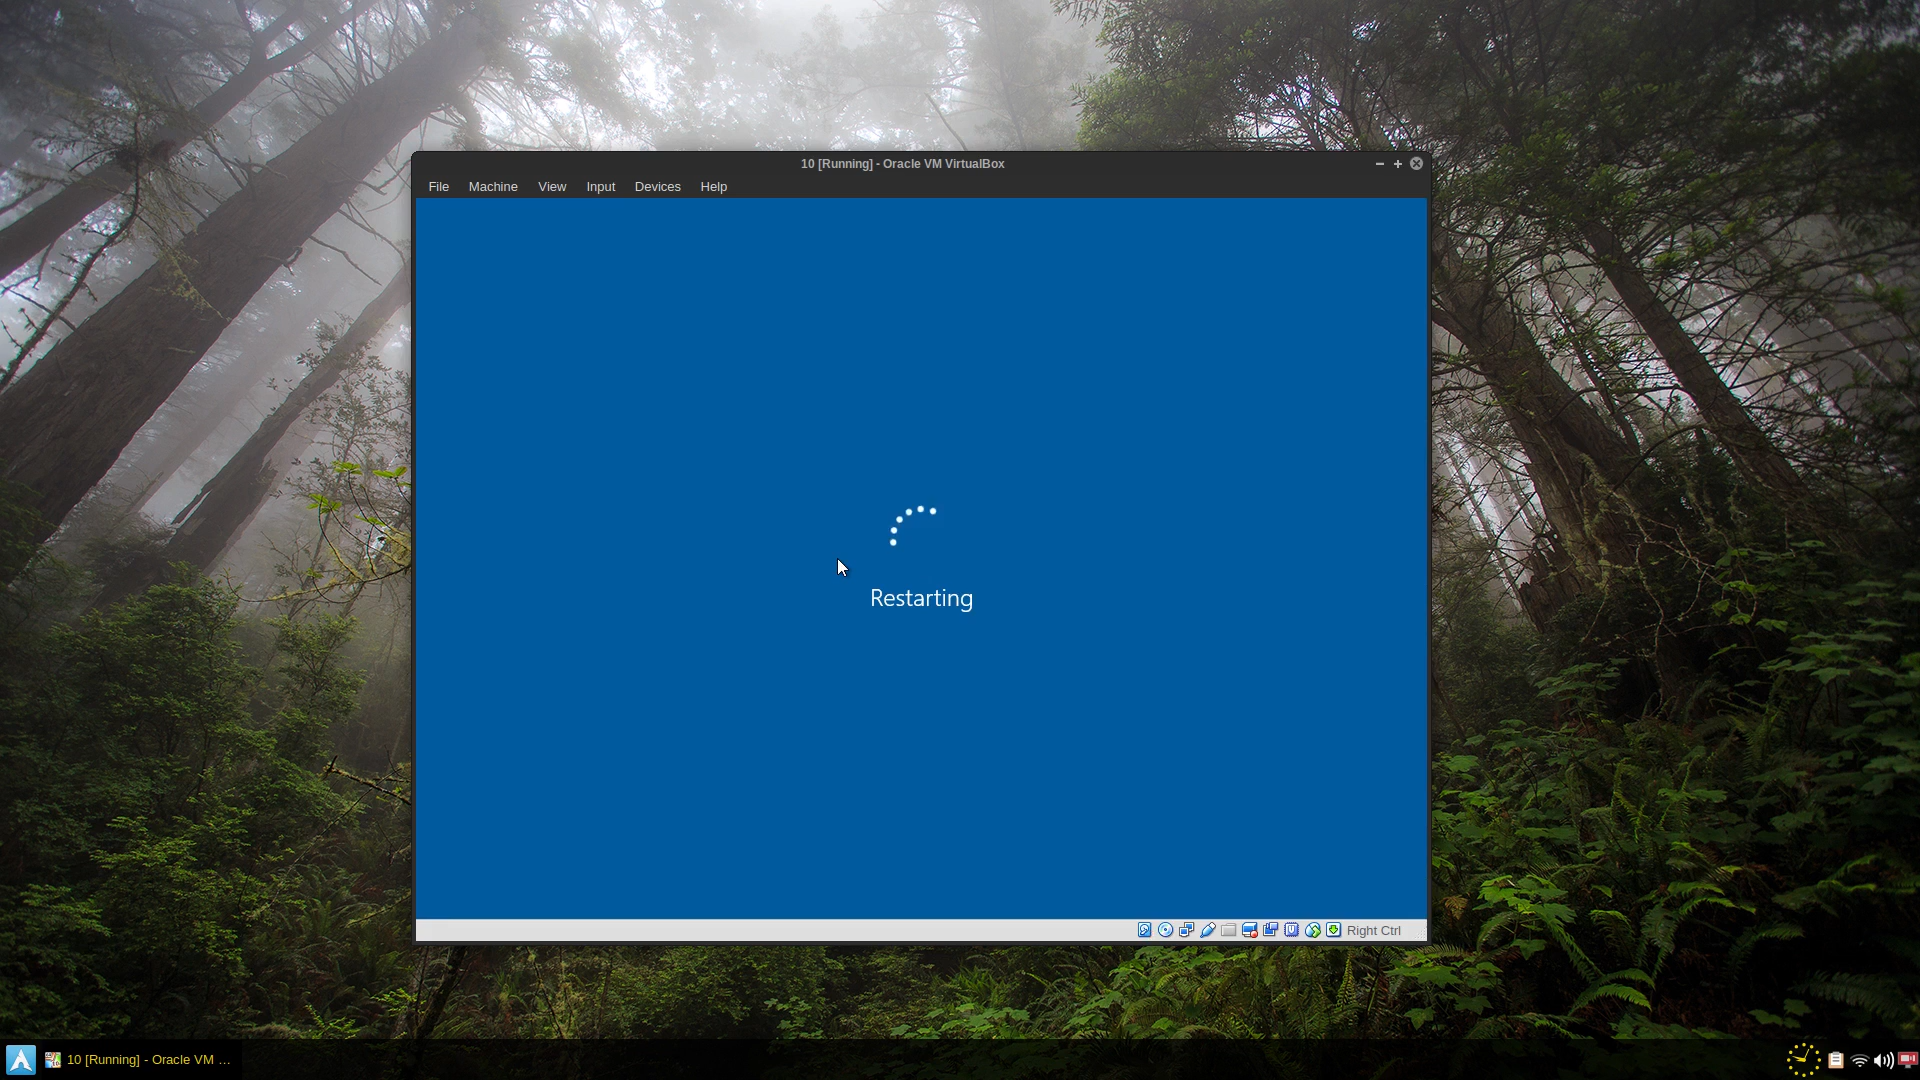 10 [Running] - Oracle VM VirtualBox
File Machine View Input Devices Help
Restarting
Right Ctrl
10 [Running] - Oracle VM …